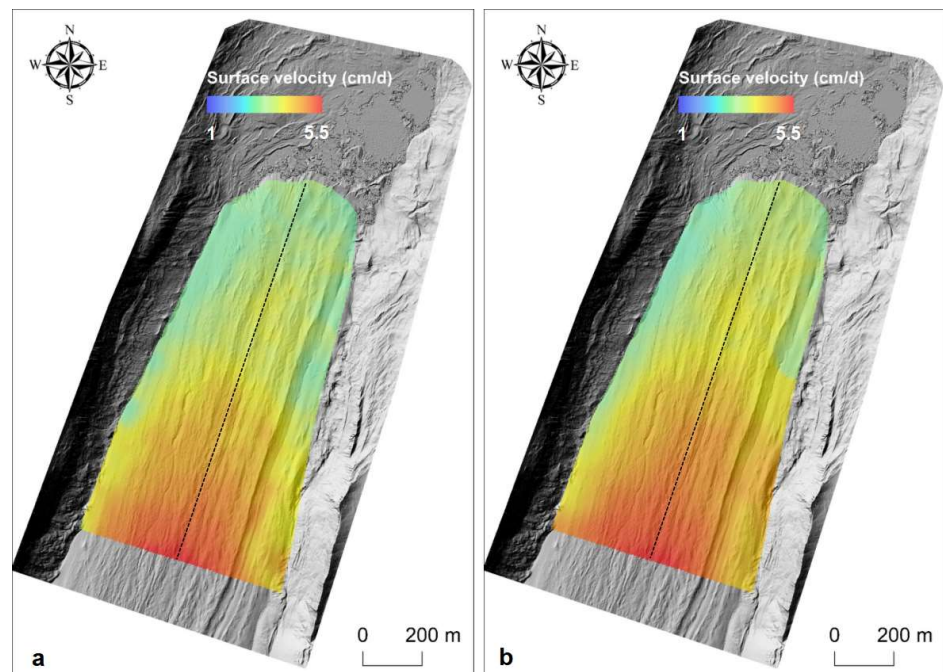 N
W E
S
Surface velocity (cm/d)
1 5.5
0 200 m
a
N
W E
S
Surface velocity (cm/d)
1 5.5
0 200 m
b